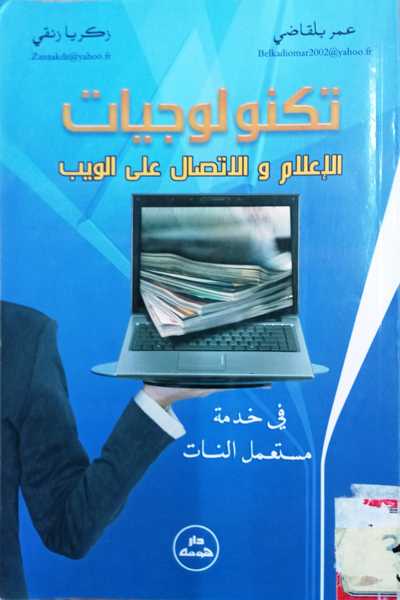 عمر بلقاضي
Belkadiomar2002@yahoo.fr
زكريا زنقي
Zannakdz@yahoo.fr
تكنولوجيات
الإعلام و الاتصال على الويب
في خدمة
مستعمل النات
دار
هومه